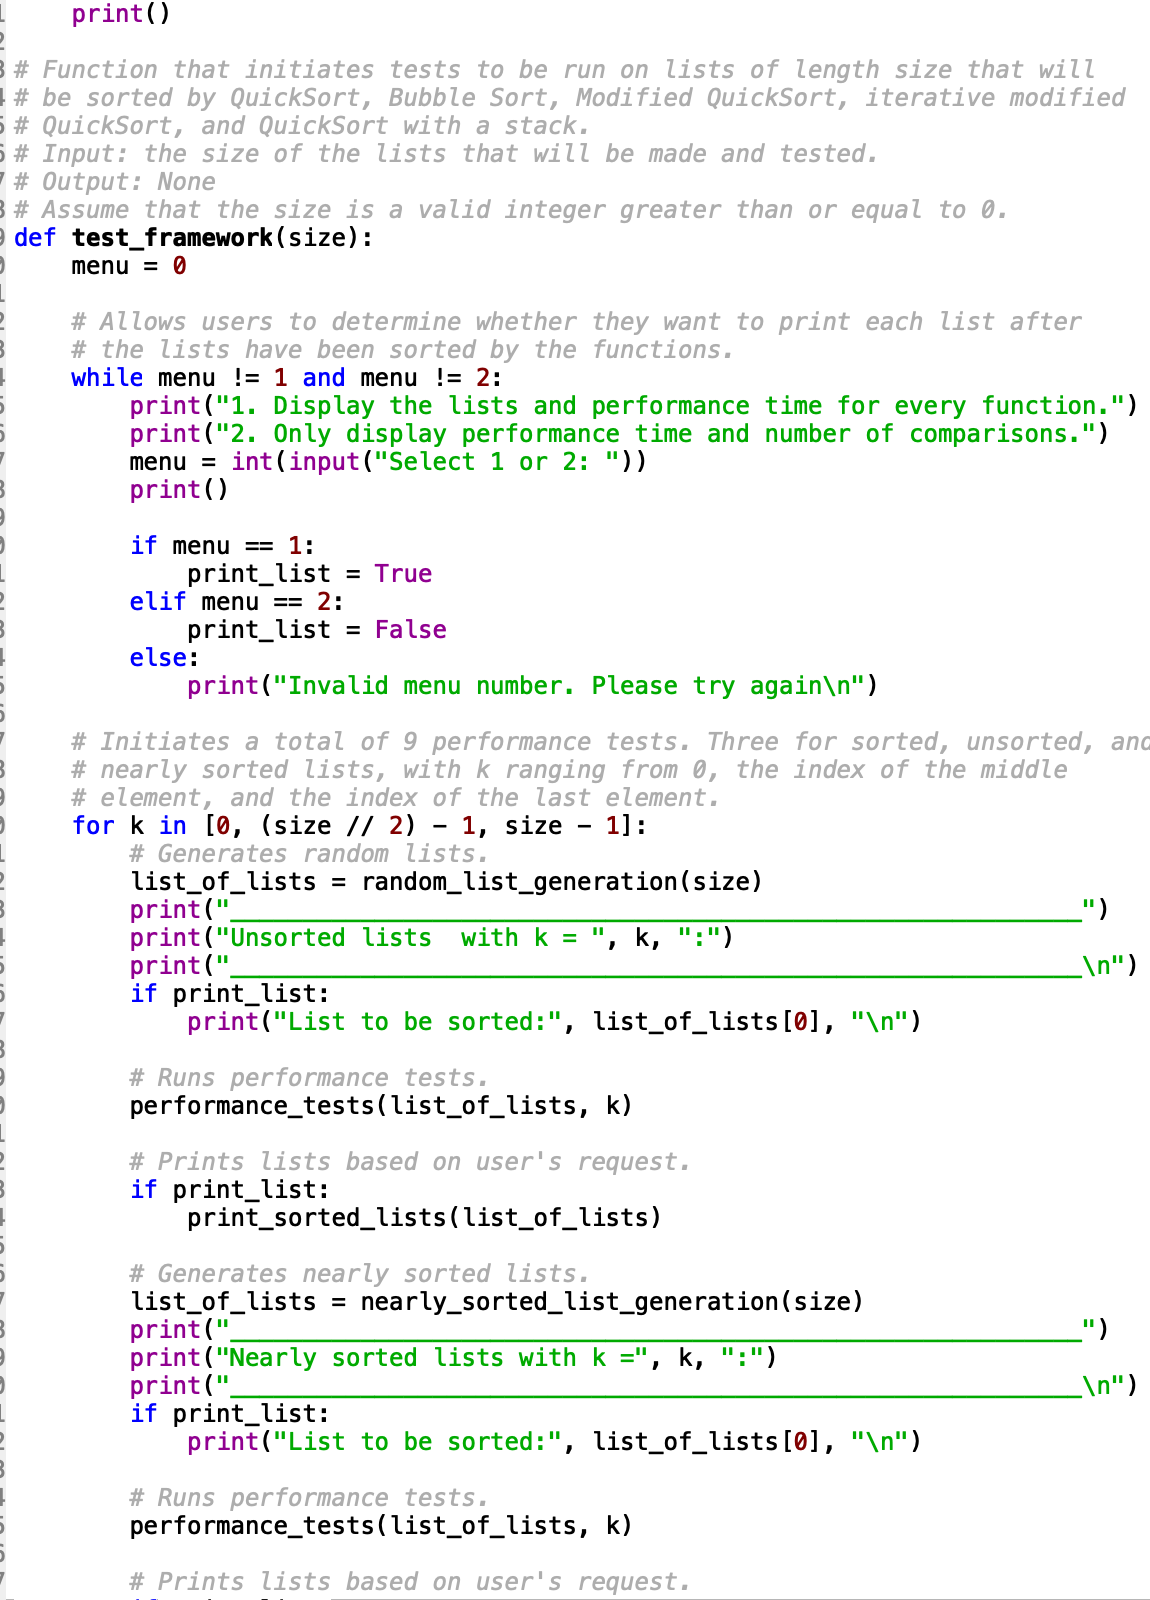 print()

# Function that initiates tests to be run on lists of length size that will
# be sorted by QuickSort, Bubble Sort, Modified QuickSort, iterative modified
# QuickSort, and QuickSort with a stack.
# Input: the size of the lists that will be made and tested.
# Output: None
# Assume that the size is a valid integer greater than or equal to 0.
def test_framework(size):
    menu = 0

    # Allows users to determine whether they want to print each list after
    # the lists have been sorted by the functions.
    while menu != 1 and menu != 2:
        print("1. Display the lists and performance time for every function.")
        print("2. Only display performance time and number of comparisons.")
        menu = int(input("Select 1 or 2: "))
        print()

        if menu == 1:
            print_list = True
        elif menu == 2:
            print_list = False
        else:
            print("Invalid menu number. Please try again\n")

    # Initiates a total of 9 performance tests. Three for sorted, unsorted, and
    # nearly sorted lists, with k ranging from 0, the index of the middle
    # element, and the index of the last element.
    for k in [0, (size // 2) - 1, size - 1]:
        # Generates random lists.
        list_of_lists = random_list_generation(size)
        print("___________________________________________________________")
        print("Unsorted lists  with k = ", k, ":")
        print("___________________________________________________________\n")
        if print_list:
            print("List to be sorted:", list_of_lists[0], "\n")

        # Runs performance tests.
        performance_tests(list_of_lists, k)

        # Prints lists based on user's request.
        if print_list:
            print_sorted_lists(list_of_lists)

        # Generates nearly sorted lists.
        list_of_lists = nearly_sorted_list_generation(size)
        print("___________________________________________________________")
        print("Nearly sorted lists with k =", k, ":")
        print("___________________________________________________________\n")
        if print_list:
            print("List to be sorted:", list_of_lists[0], "\n")

        # Runs performance tests.
        performance_tests(list_of_lists, k)

        # Prints lists based on user's request.